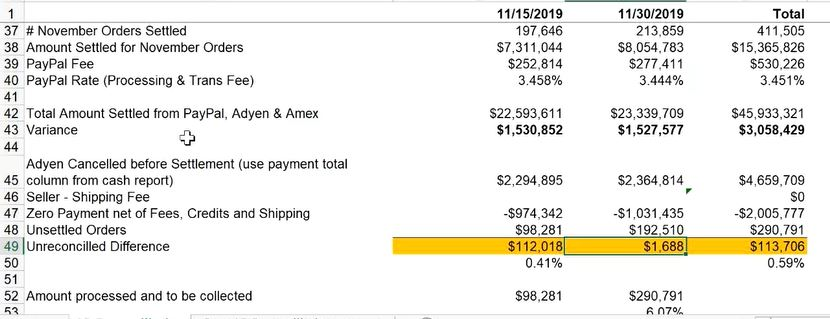 1 11/15/2019 11/30/2019 Total
37 # November Orders Settled 197,646 213,859 411,505
38 Amount Settled for November Orders $7,311,044 $8,054,783 $15,365,826
39 PayPal Fee $252,814 $277,411 $530,226
40 PayPal Rate (Processing & Trans Fee) 3.458% 3.444% 3.451%
41
42 Total Amount Settled from PayPal, Adyen & Amex $22,593,611 $23,339,709 $45,933,321
43 Variance $1,530,852 $1,527,577 $3,058,429
44
Adyen Cancelled before Settlement (use payment total
45 column from cash report) $2,294,895 $2,364,814 $4,659,709
46 Seller - Shipping Fee $0
47 Zero Payment net of Fees, Credits and Shipping -$974,342 -$1,031,435 -$2,005,777
48 Unsettled Orders $98,281 $192,510 $290,791
49 Unreconcilled Difference $112,018 $1,688 $113,706
50 0.41% 0.59%
51
52 Amount processed and to be collected $98,281 $290,791
53 6.07%